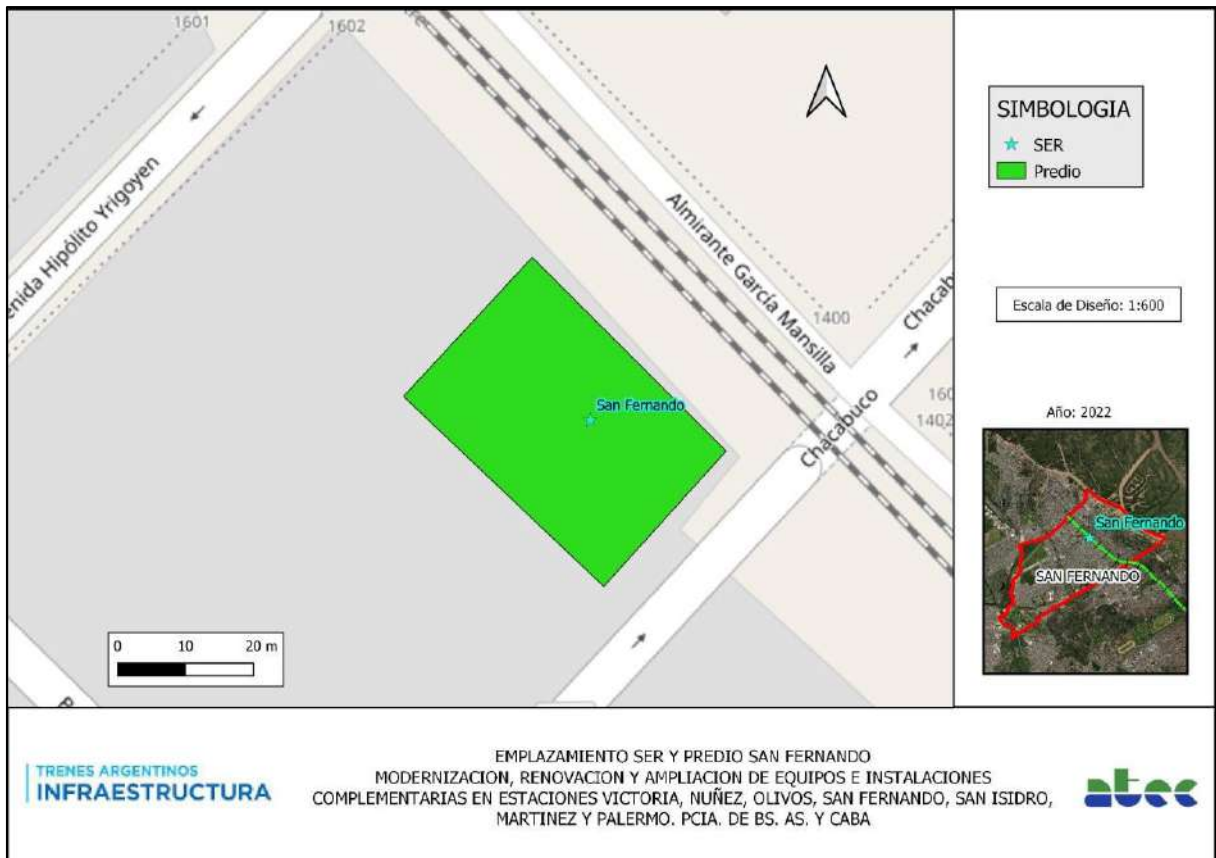 1601
1602
enida Hipólito Yrigoyen
Almirante García Mansilla
1400
Chacab
Chacabuco
160
1402
San Fernando
0 10 20 m
SIMBOLOGIA
SER
Predio
Escala de Diseño: 1:600
Año: 2022
San Fernando
SAN FERNANDO
TRENES ARGENTINOS
INFRAESTRUCTURA
EMPLAZAMIENTO SER Y PREDIO SAN FERNANDO
MODERNIZACION, RENOVACION Y AMPLIACION DE EQUIPOS E INSTALACIONES
COMPLEMENTARIAS EN ESTACIONES VICTORIA, NUÑEZ, OLIVOS, SAN FERNANDO, SAN ISIDRO,
MARTINEZ Y PALERMO. PCIA. DE BS. AS. Y CABA
atec